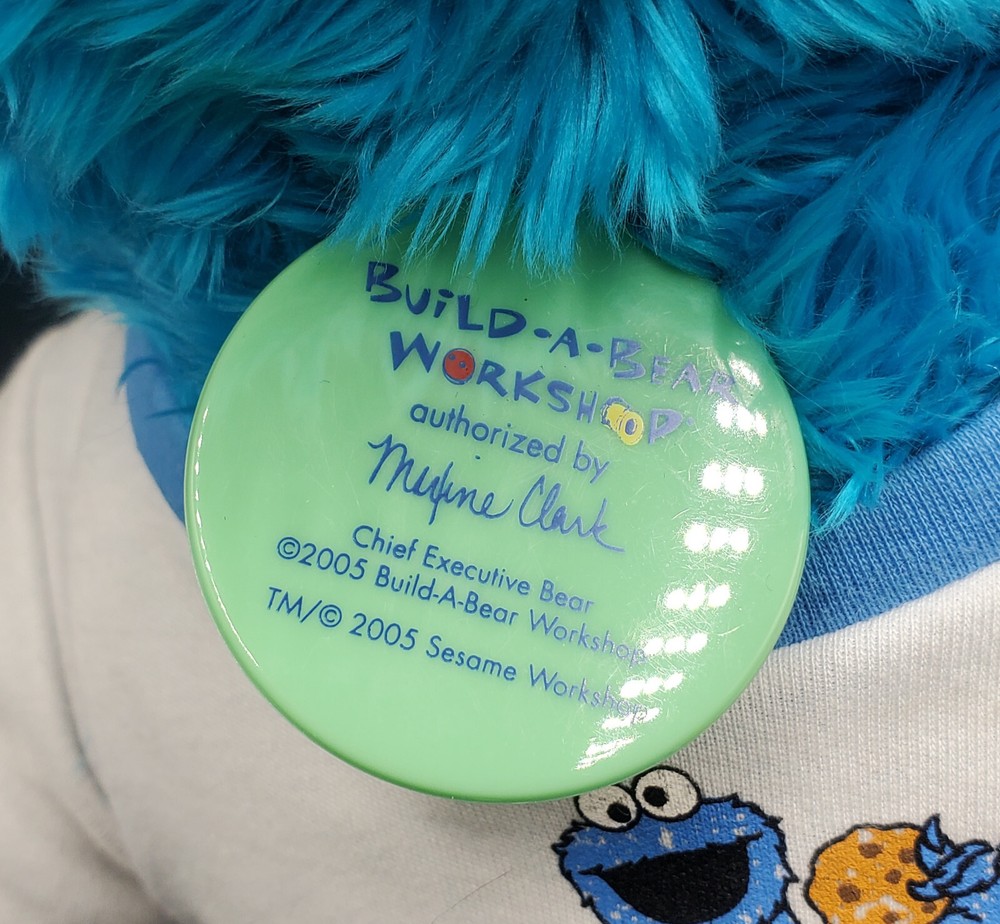 BUiLD-A-BEAR
WORKSHOP
authorized by
Maxine Clark
Chief Executive Bear
©2005 Build-A-Bear Workshop
TM/© 2005 Sesame Workshop